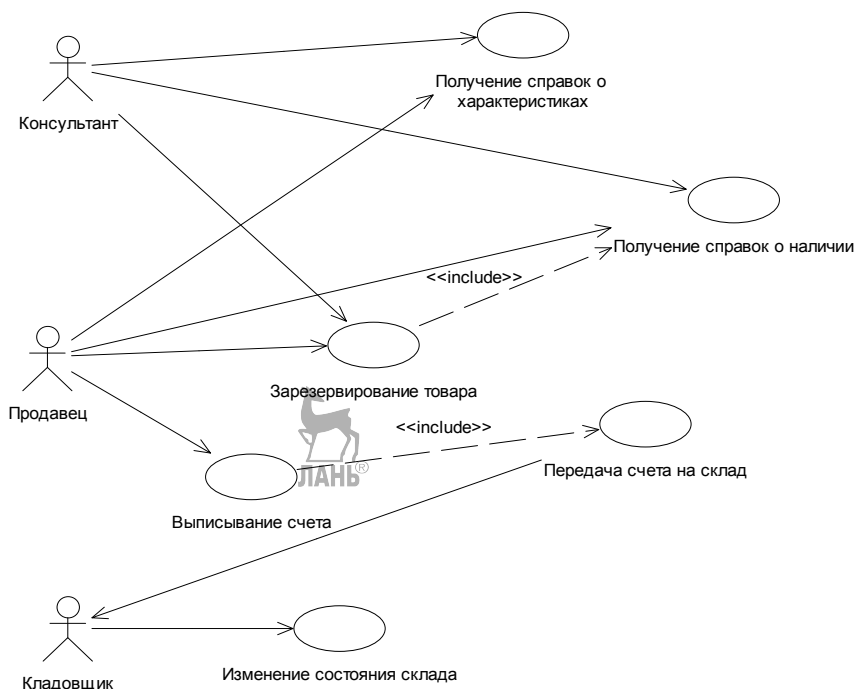 Получение справок о
характеристиках
Консультант
Получение справок о наличии
<<include>>
Зарезервирование товара
Продавец
<<include>>
Передача счета на склад
ЛАНЬ®
Выписывание счета
Изменение состояния склада
Кладовщик